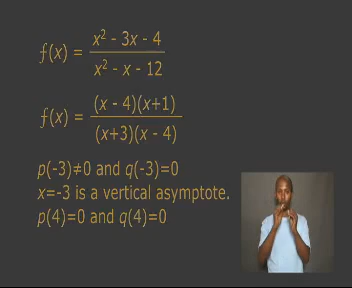 f(x) = x² - 3x - 4 / x² - x - 12
f(x) = (x - 4)(x+1) / (x+3)(x - 4)
p(-3)≠0 and q(-3)=0
x=-3 is a vertical asymptote.
p(4)=0 and q(4)=0